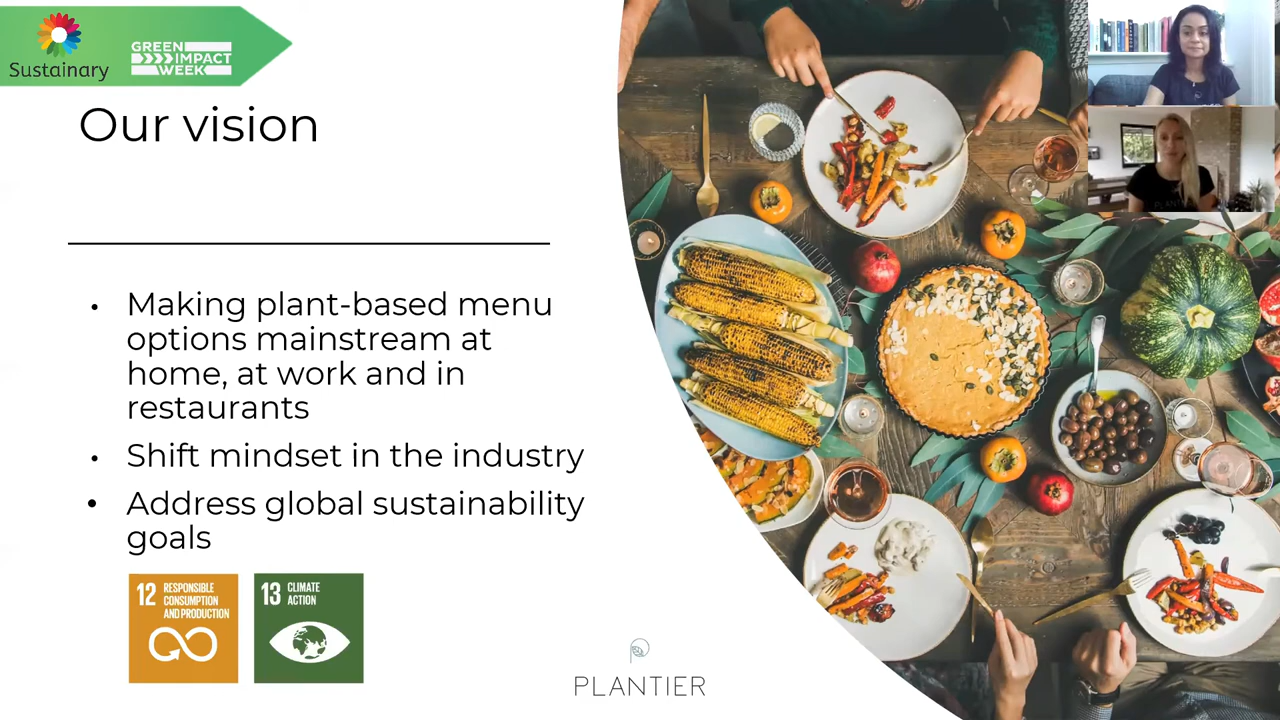 Sustainary
GREEN
IMPACT
WEEK
Our vision
• Making plant-based menu
options mainstream at
home, at work and in
restaurants
• Shift mindset in the industry
• Address global sustainability
goals
12 RESPONSIBLE
CONSUMPTION
AND PRODUCTION
13 CLIMATE
ACTION
PLANTIER